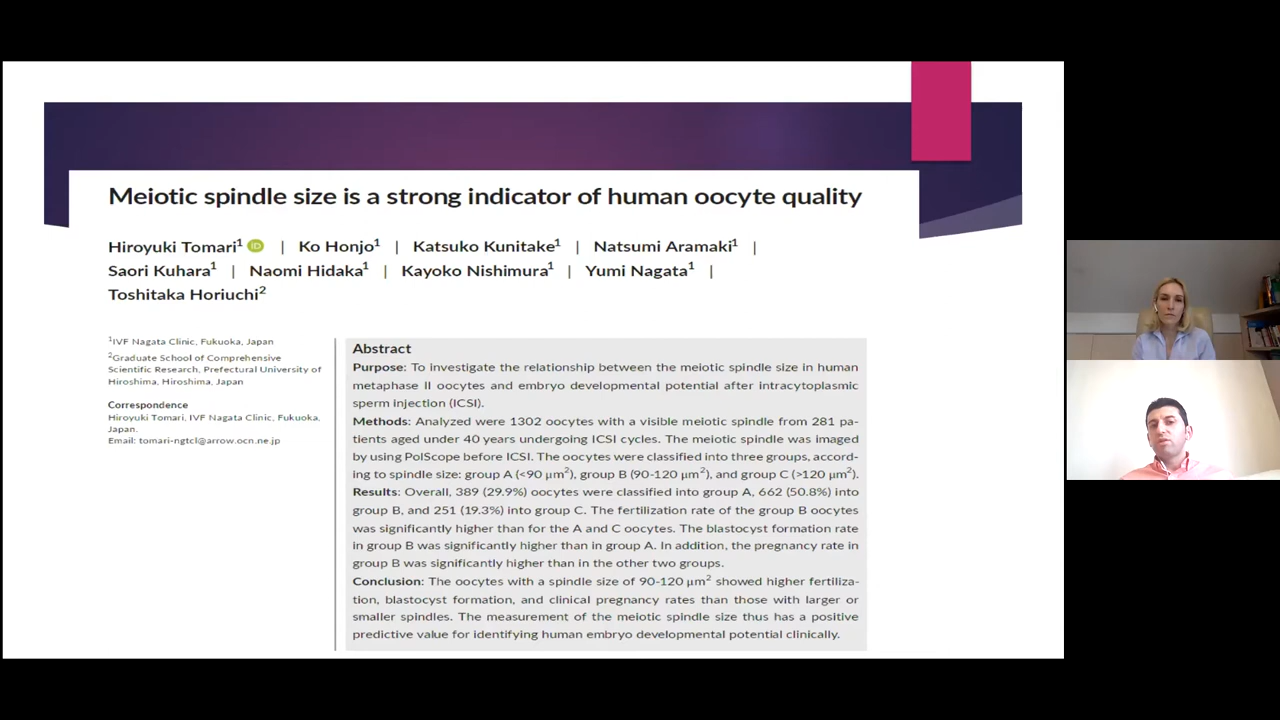 Meiotic spindle size is a strong indicator of human oocyte quality
Hiroyuki Tomari¹ iD | Ko Honjo¹ | Katsuko Kunitake¹ | Natsumi Aramaki¹ |
Saori Kuhara¹ | Naomi Hidaka¹ | Kayoko Nishimura¹ | Yumi Nagata¹ |
Toshitaka Horiuchi²
¹IVF Nagata Clinic, Fukuoka, Japan
²Graduate School of Comprehensive
Scientific Research, Prefectural University of
Hiroshima, Hiroshima, Japan
Correspondence
Hiroyuki Tomari, IVF Nagata Clinic, Fukuoka,
Japan.
Email: tomari-ngtcl@arrow.ocn.ne.jp
Abstract
Purpose: To investigate the relationship between the meiotic spindle size in human
metaphase II oocytes and embryo developmental potential after intracytoplasmic
sperm injection (ICSI).
Methods: Analyzed were 1302 oocytes with a visible meiotic spindle from 281 pa-
tients aged under 40 years undergoing ICSI cycles. The meiotic spindle was imaged
by using PolScope before ICSI. The oocytes were classified into three groups, accord-
ing to spindle size: group A (<90 μm²), group B (90-120 μm²), and group C (>120 μm²).
Results: Overall, 389 (29.9%) oocytes were classified into group A, 662 (50.8%) into
group B, and 251 (19.3%) into group C. The fertilization rate of the group B oocytes
was significantly higher than for the A and C oocytes. The blastocyst formation rate
in group B was significantly higher than in group A. In addition, the pregnancy rate in
group B was significantly higher than in the other two groups.
Conclusion: The oocytes with a spindle size of 90-120 μm² showed higher fertiliza-
tion, blastocyst formation, and clinical pregnancy rates than those with larger or
smaller spindles. The measurement of the meiotic spindle size thus has a positive
predictive value for identifying human embryo developmental potential clinically.